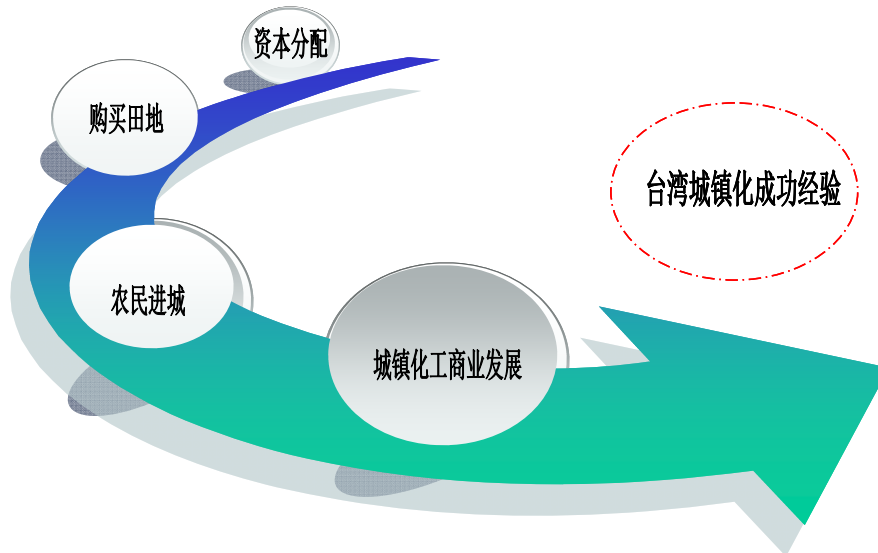 资本分配
购买田地
台湾城镇化成功经验
农民进城
城镇化工商业发展